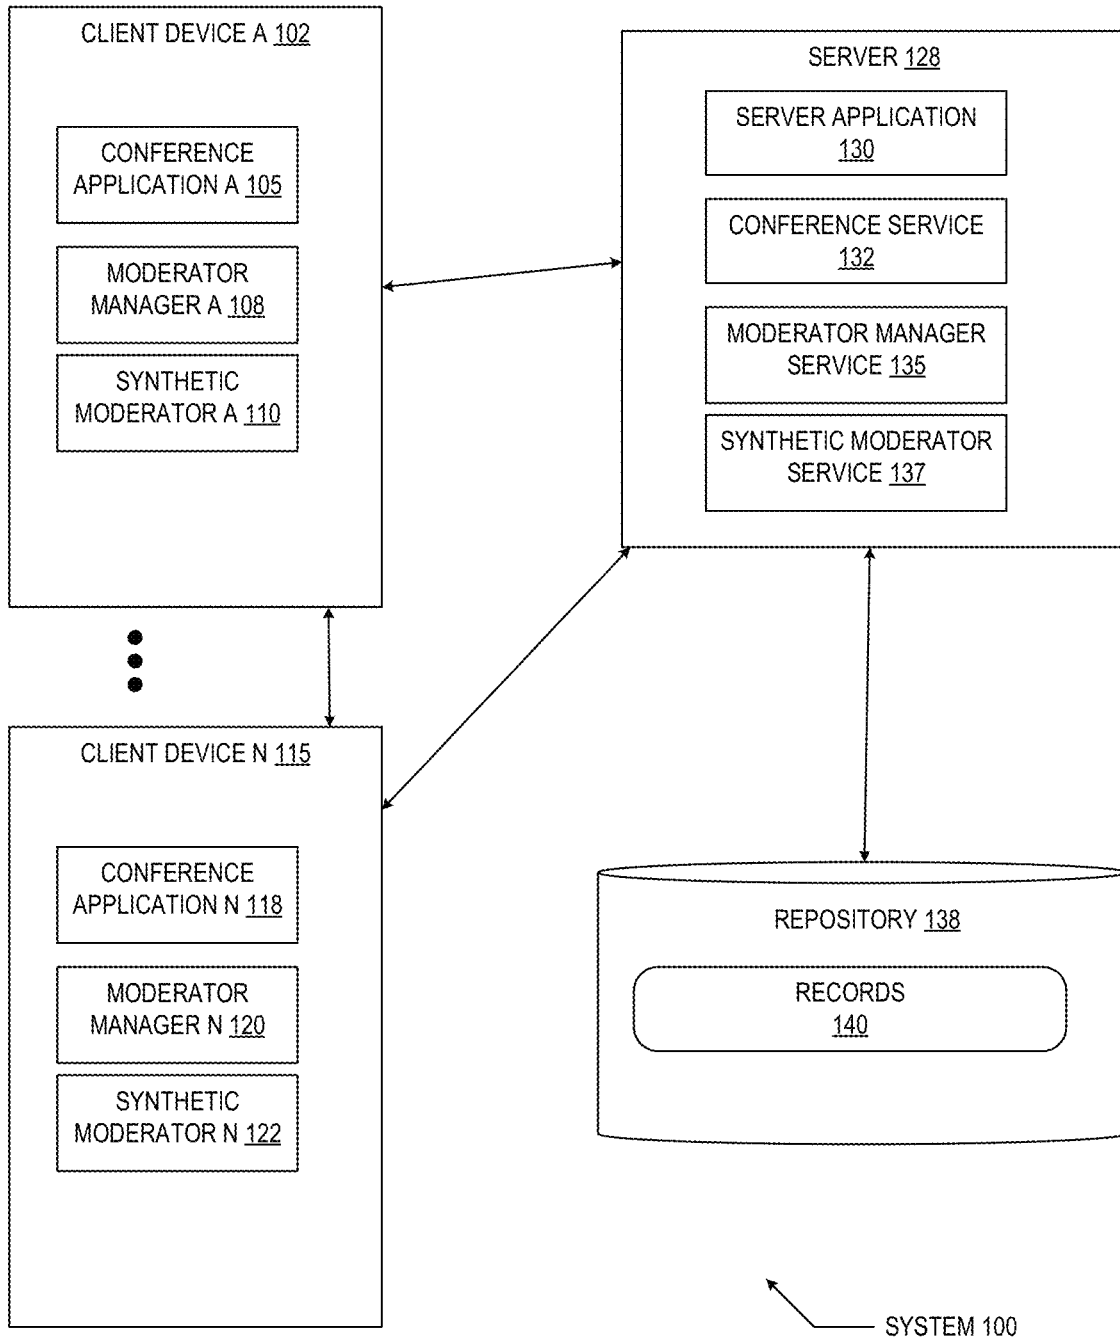 CLIENT DEVICE A 102
CONFERENCE
APPLICATION A 105
MODERATOR
MANAGER A 108
SYNTHETIC
MODERATOR A 110
SERVER 128
SERVER APPLICATION
130
CONFERENCE SERVICE
132
MODERATOR MANAGER
SERVICE 135
SYNTHETIC MODERATOR
SERVICE 137
CLIENT DEVICE N 115
CONFERENCE
APPLICATION N 118
MODERATOR
MANAGER N 120
SYNTHETIC
MODERATOR N 122
REPOSITORY 138
RECORDS
140
SYSTEM 100